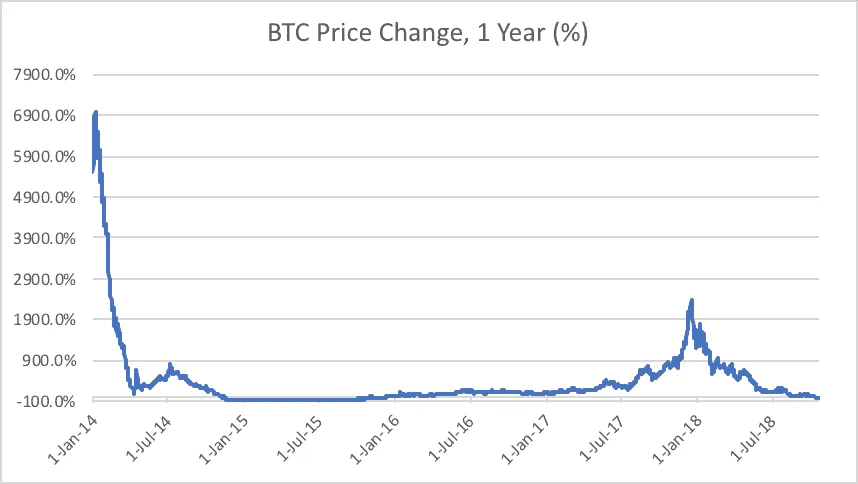 BTC Price Change, 1 Year (%)
7900.0%
6900.0%
5900.0%
4900.0%
3900.0%
2900.0%
1900.0%
900.0%
-100.0%
1-Jan-14
1-Jul-14
1-Jan-15
1-Jul-15
1-Jan-16
1-Jul-16
1-Jan-17
1-Jul-17
1-Jan-18
1-Jul-18